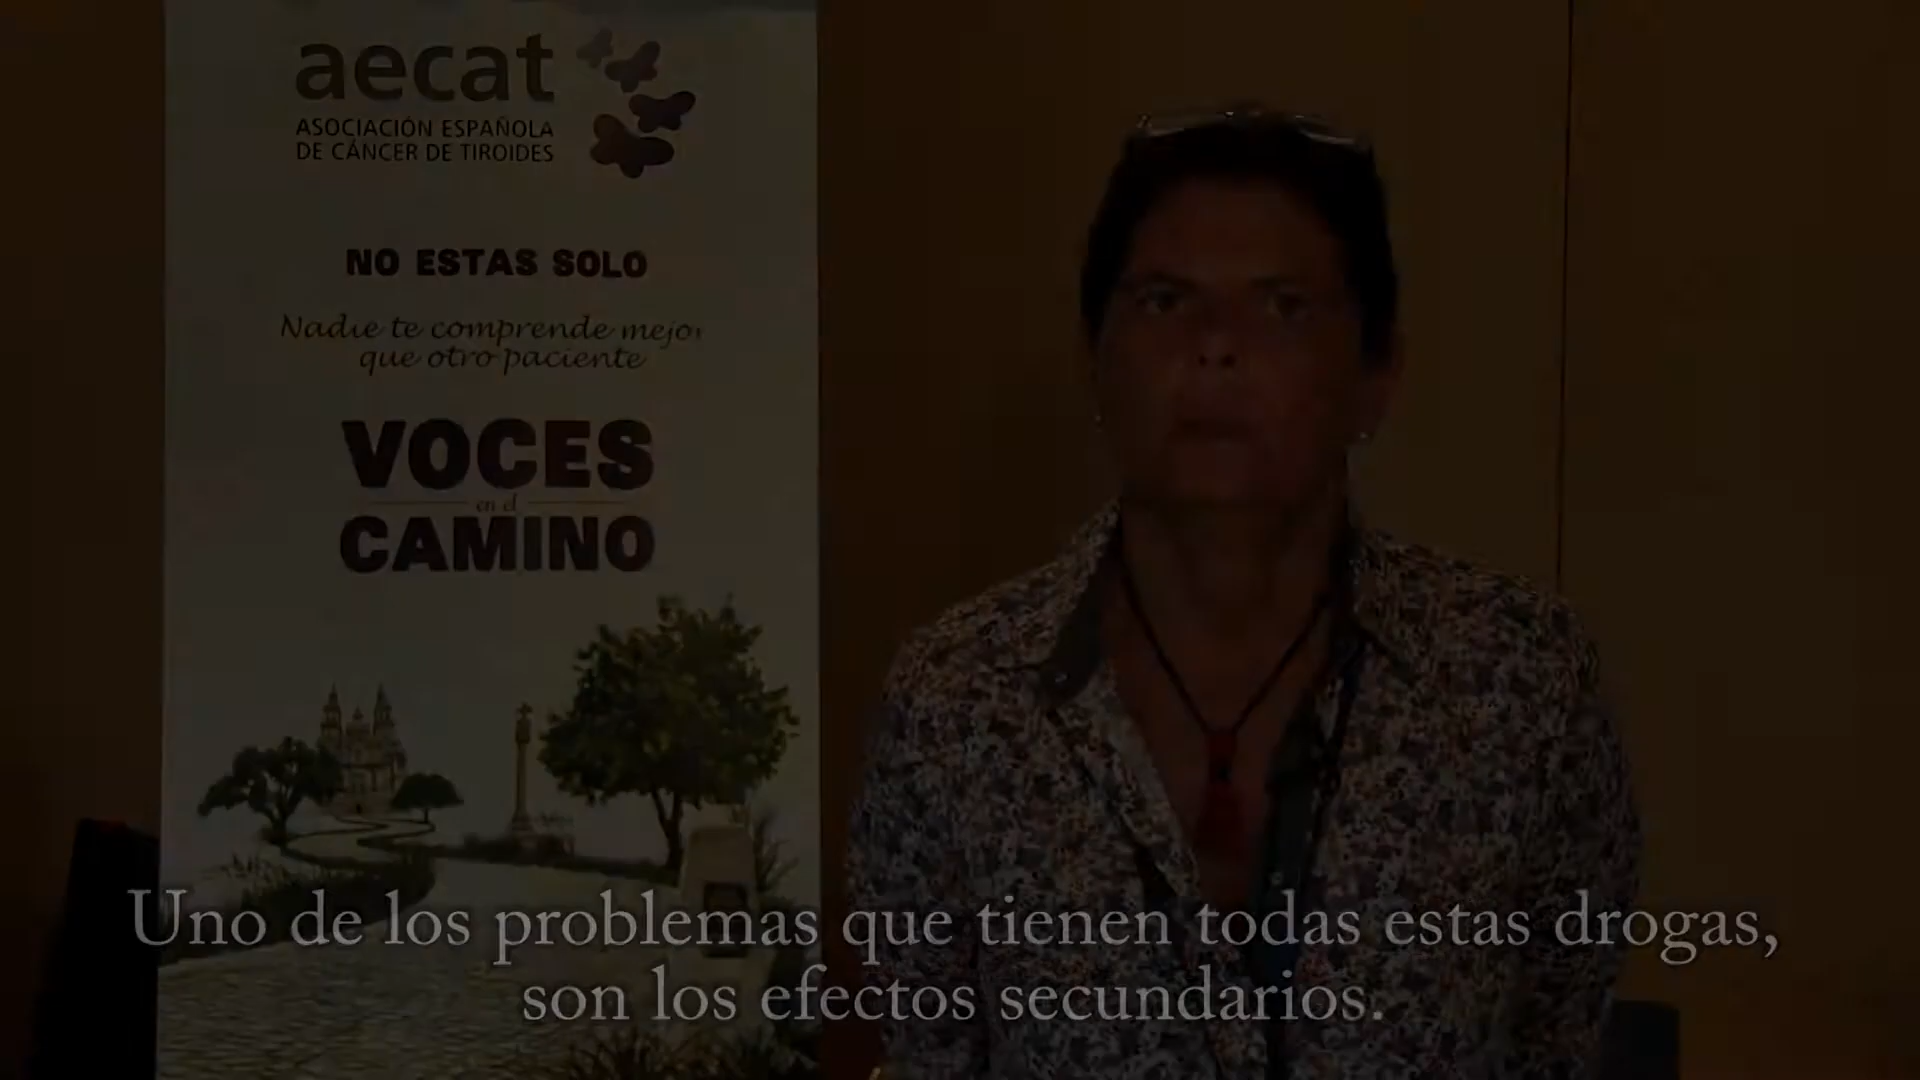 aecat
ASOCIACIÓN ESPAÑOLA
DE CÁNCER DE TIROIDES
NO ESTAS SOLO
Nadie te comprende mejor
que otro paciente
VOCES
en el
CAMINO
Uno de los problemas que tienen todas estas drogas,
son los efectos secundarios.